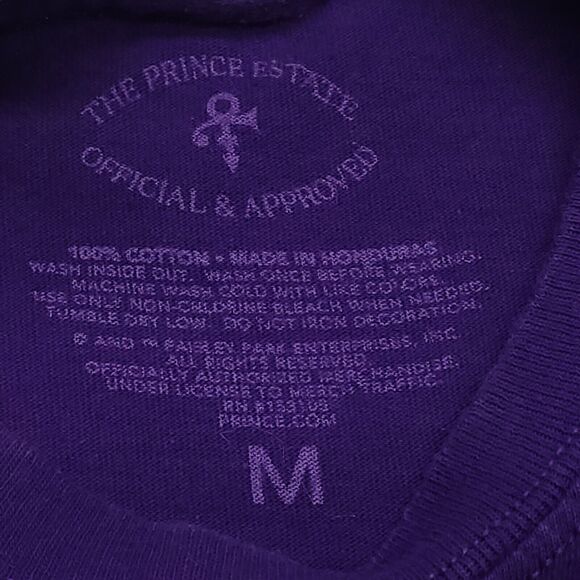 THE PRINCE ESTATE
OFFICIAL & APPROVED
100% COTTON • MADE IN HONDURAS
WASH INSIDE OUT. WASH ONCE BEFORE WEARING.
MACHINE WASH COLD WITH LIKE COLORS.
USE ONLY NON-CHLORINE BLEACH WHEN NEEDED.
TUMBLE DRY LOW. DO NOT IRON DECORATION.
© AND ™ PAISLEY PARK ENTERPRISES, INC.
ALL RIGHTS RESERVED.
OFFICIALLY AUTHORIZED MERCHANDISE.
UNDER LICENSE TO MERCH TRAFFIC.
RN
PRINCE.COM
M